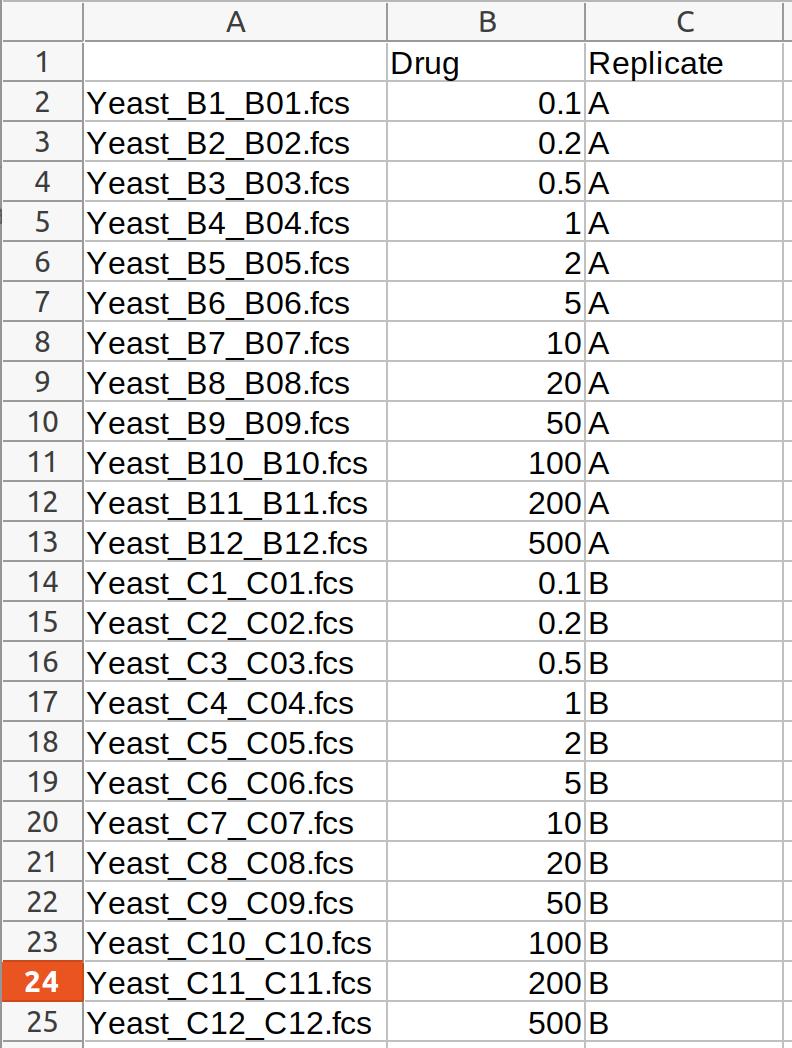 A B C
1 Drug Replicate
2 Yeast_B1_B01.fcs 0.1 A
3 Yeast_B2_B02.fcs 0.2 A
4 Yeast_B3_B03.fcs 0.5 A
5 Yeast_B4_B04.fcs 1 A
6 Yeast_B5_B05.fcs 2 A
7 Yeast_B6_B06.fcs 5 A
8 Yeast_B7_B07.fcs 10 A
9 Yeast_B8_B08.fcs 20 A
10 Yeast_B9_B09.fcs 50 A
11 Yeast_B10_B10.fcs 100 A
12 Yeast_B11_B11.fcs 200 A
13 Yeast_B12_B12.fcs 500 A
14 Yeast_C1_C01.fcs 0.1 B
15 Yeast_C2_C02.fcs 0.2 B
16 Yeast_C3_C03.fcs 0.5 B
17 Yeast_C4_C04.fcs 1 B
18 Yeast_C5_C05.fcs 2 B
19 Yeast_C6_C06.fcs 5 B
20 Yeast_C7_C07.fcs 10 B
21 Yeast_C8_C08.fcs 20 B
22 Yeast_C9_C09.fcs 50 B
23 Yeast_C10_C10.fcs 100 B
24 Yeast_C11_C11.fcs 200 B
25 Yeast_C12_C12.fcs 500 B